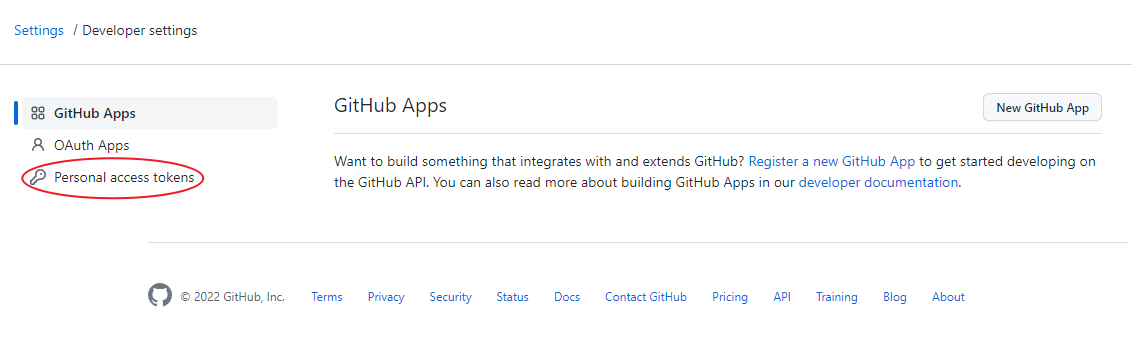 Settings / Developer settings
GitHub Apps
OAuth Apps
Personal access tokens
GitHub Apps
New GitHub App
Want to build something that integrates with and extends GitHub? Register a new GitHub App to get started developing on
the GitHub API. You can also read more about building GitHub Apps in our developer documentation.
© 2022 GitHub, Inc. Terms Privacy Security Status Docs Contact GitHub Pricing API Training Blog About